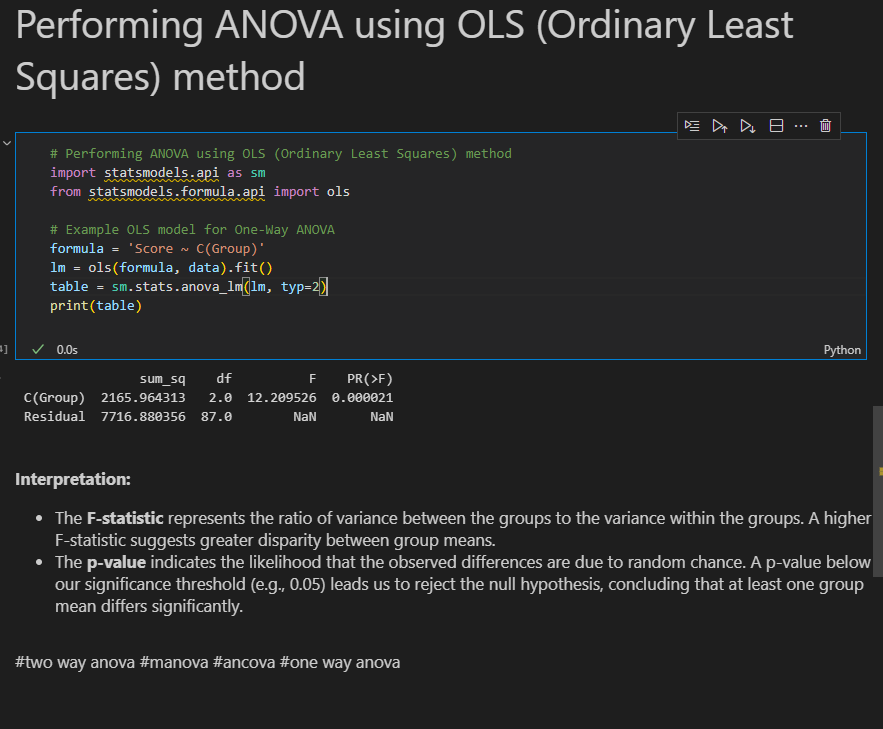 Performing ANOVA using OLS (Ordinary Least
Squares) method
# Performing ANOVA using OLS (Ordinary Least Squares) method
import statsmodels.api as sm
from statsmodels.formula.api import ols
# Example OLS model for One-Way ANOVA
formula = 'Score ~ C(Group)'
lm = ols(formula, data).fit()
table = sm.stats.anova_lm(lm, typ=2)
print(table)
0.0s
Python
sum_sq df F PR(>F)
C(Group) 2165.964313 2.0 12.209526 0.000021
Residual 7716.880356 87.0 NaN NaN
Interpretation:
• The F-statistic represents the ratio of variance between the groups to the variance within the groups. A higher
F-statistic suggests greater disparity between group means.
• The p-value indicates the likelihood that the observed differences are due to random chance. A p-value below
our significance threshold (e.g., 0.05) leads us to reject the null hypothesis, concluding that at least one group
mean differs significantly.
#two way anova #manova #ancova #one way anova